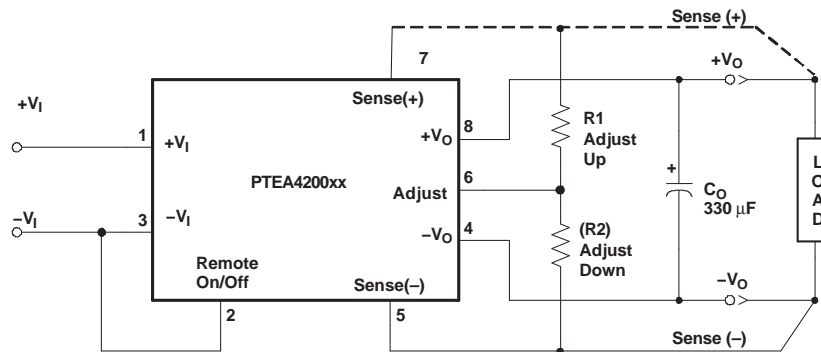 Sense (+)
7
+VO
+VI
Sense(+)
8
R1
Adjust
Up
1
+VI
+VO
+
L
O
A
D
PTEA4200xx
6
Adjust
CO
330 μF
–VI
3
–VI
4
–VO
(R2)
Adjust
Down
Remote
On/Off
Sense(–)
–VO
2
5
Sense (–)